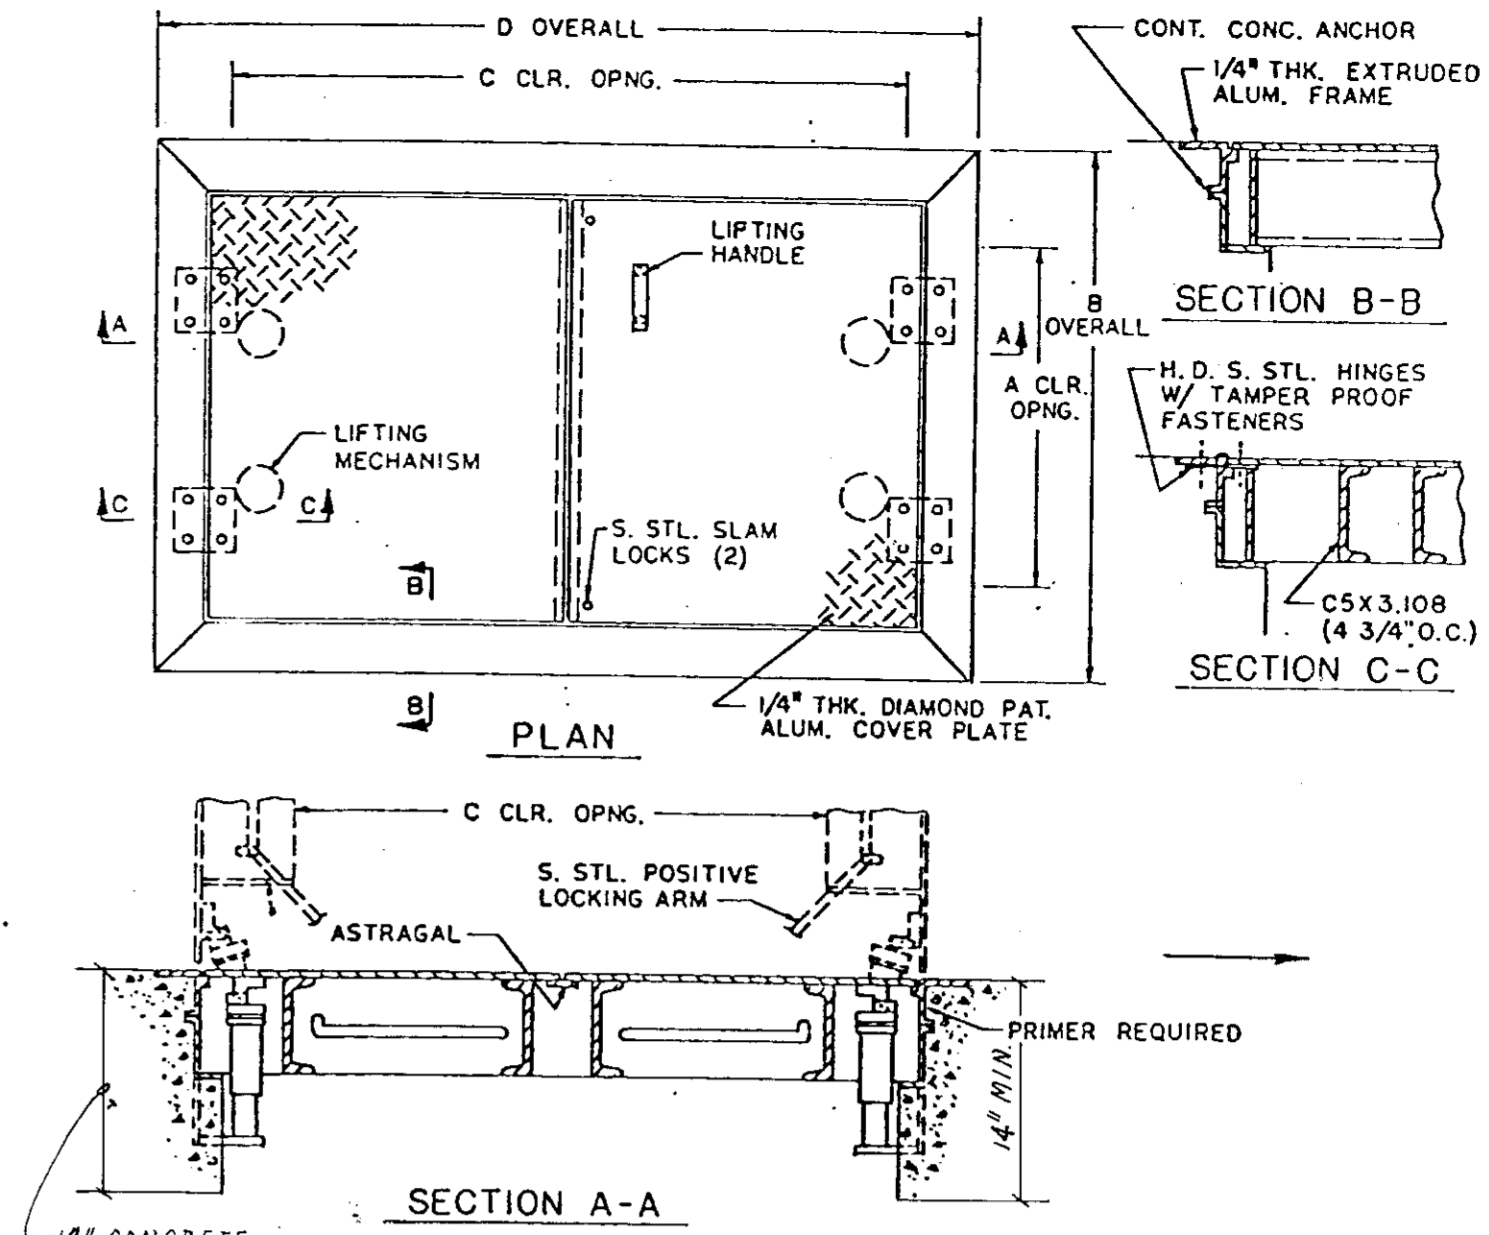 D OVERALL
C CLR. OPNG.
CONT. CONC. ANCHOR
1/4" THK. EXTRUDED
ALUM. FRAME
SECTION B-B
LIFTING
HANDLE
B
OVERALL
A CLR.
OPNG.
A
A
LIFTING
MECHANISM
C
C
S. STL. SLAM
LOCKS (2)
B
B
H. D. S. STL. HINGES
W/ TAMPER PROOF
FASTENERS
C5X3.108
(4 3/4" O.C.)
SECTION C-C
1/4" THK. DIAMOND PAT.
ALUM. COVER PLATE
PLAN
C CLR. OPNG.
S. STL. POSITIVE
LOCKING ARM
ASTRAGAL
PRIMER REQUIRED
14" MIN.
SECTION A-A
CONCRETE